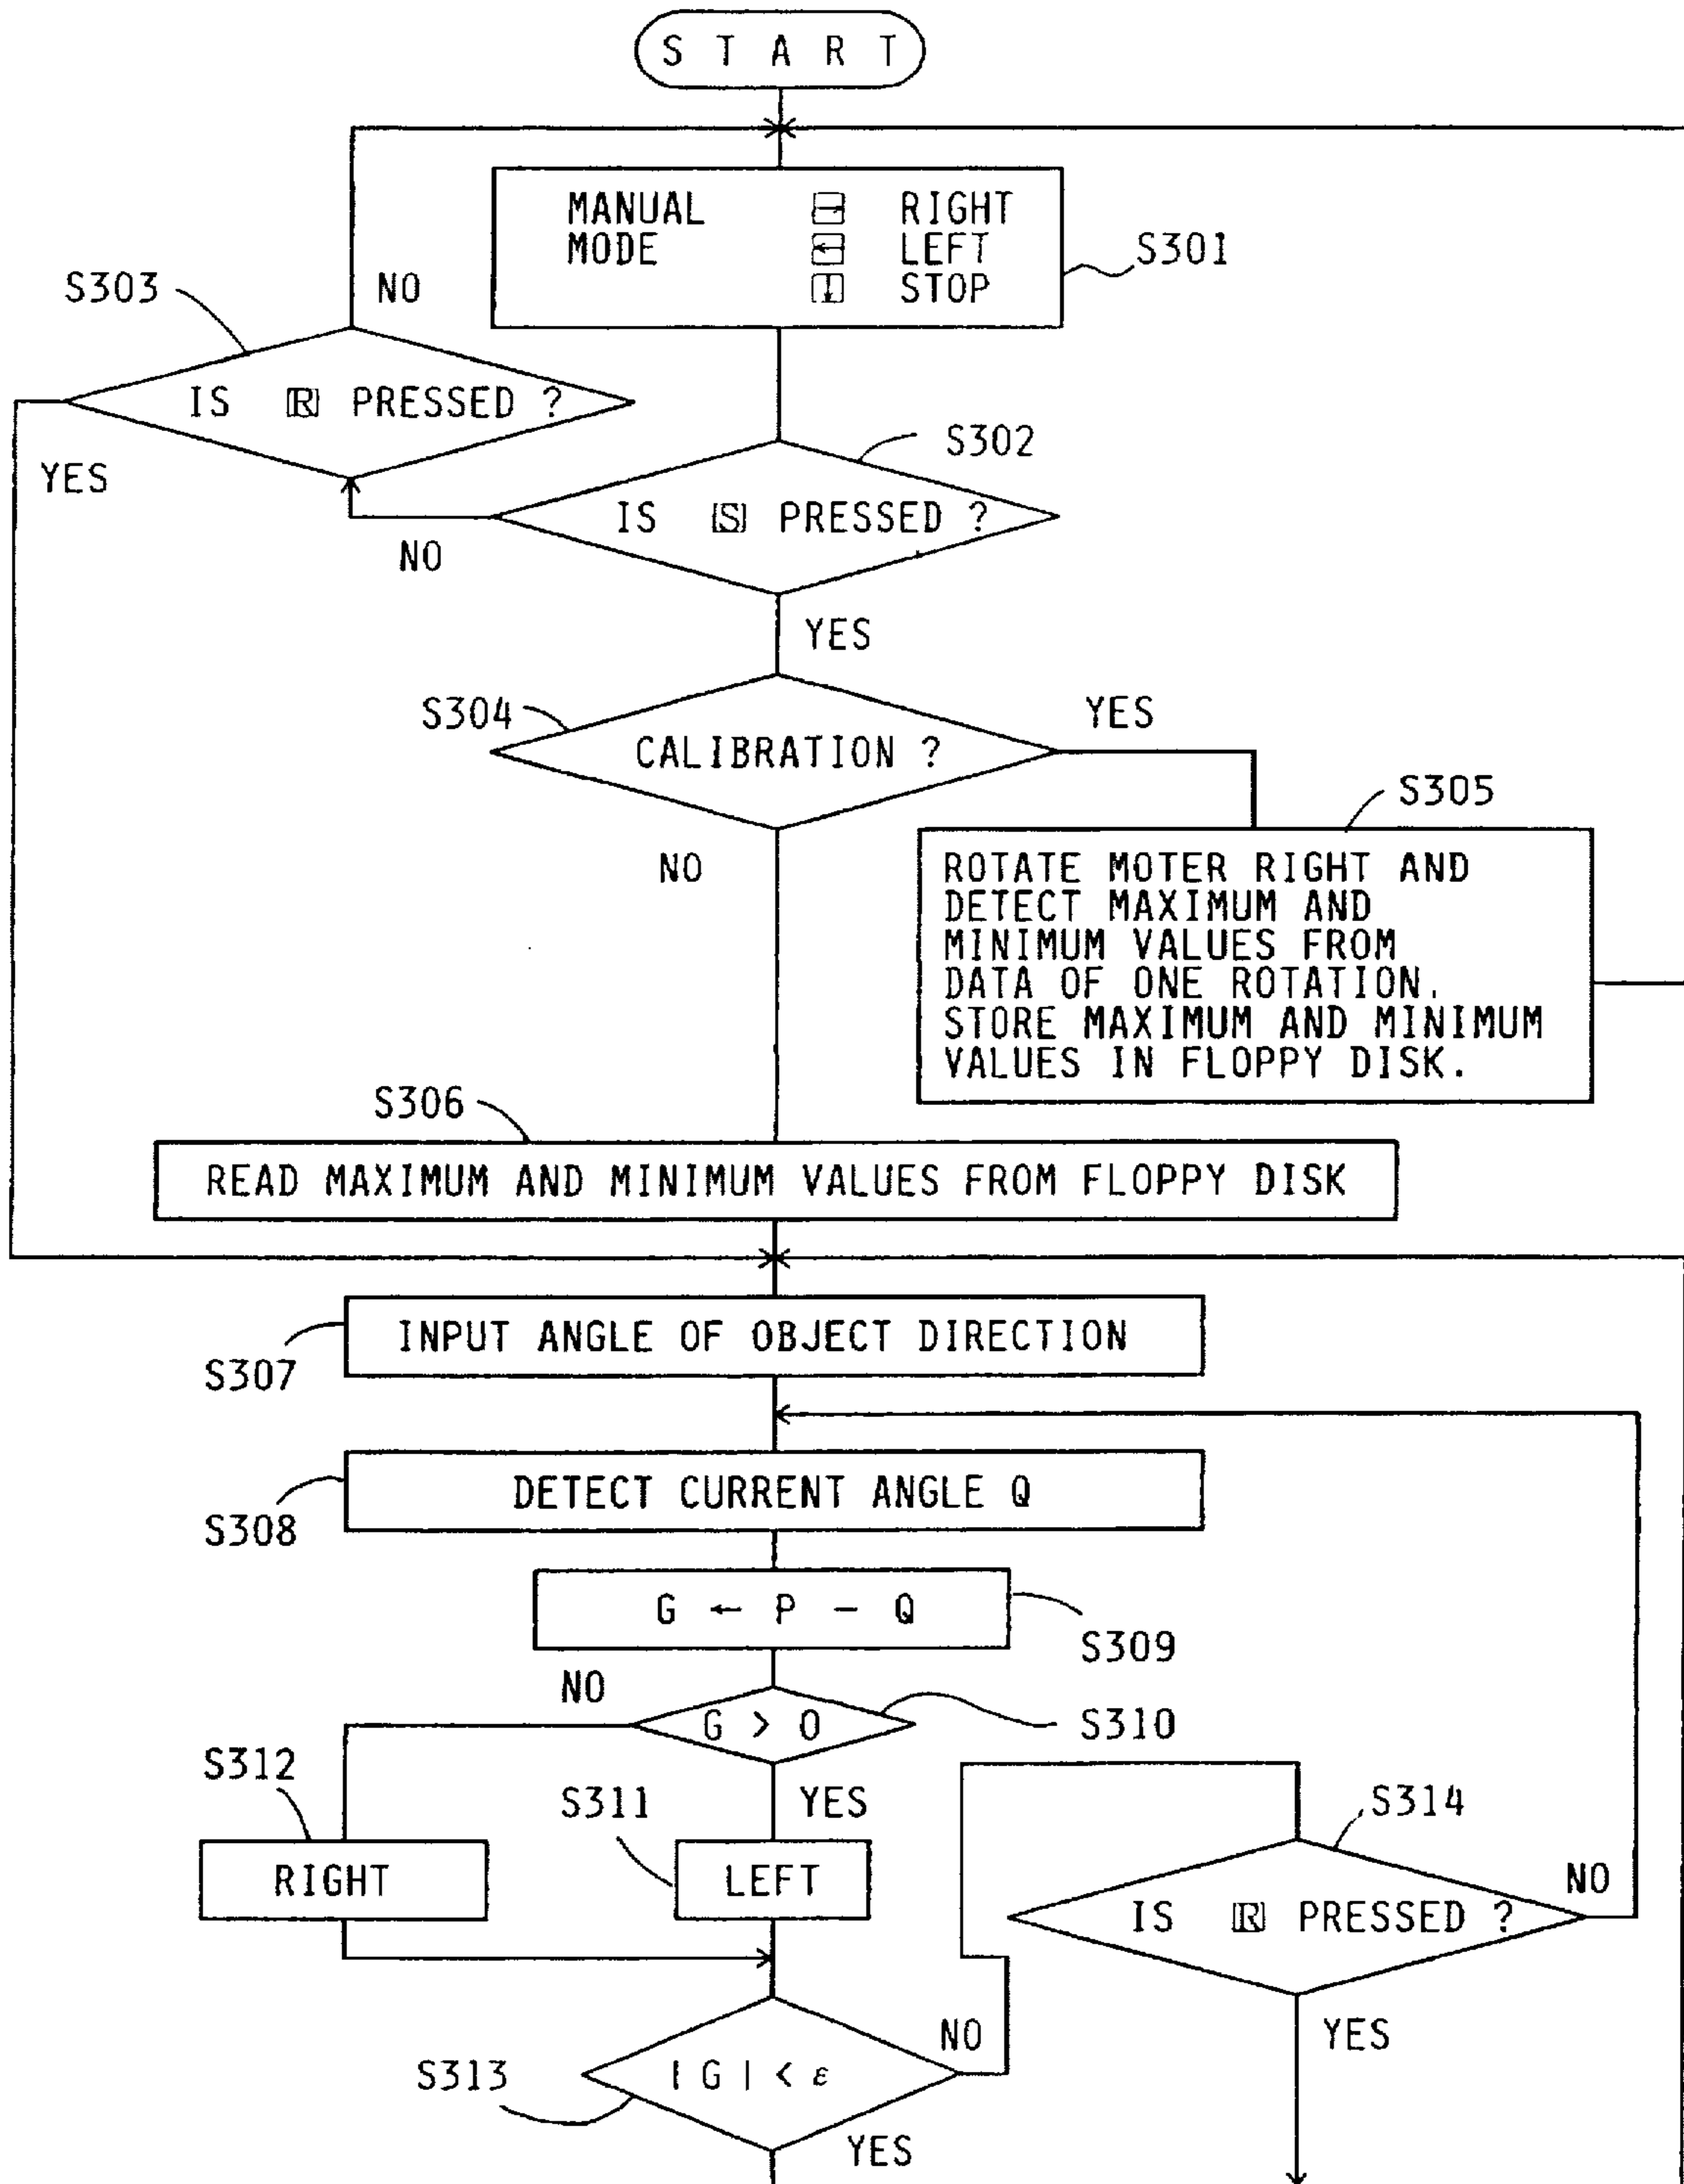 START
MANUAL → RIGHT
MODE ← LEFT
↓ STOP
S301
S303
NO
IS R PRESSED ?
YES
S302
IS S PRESSED ?
NO
YES
S304
CALIBRATION ?
YES
NO
S305
ROTATE MOTER RIGHT AND
DETECT MAXIMUM AND
MINIMUM VALUES FROM
DATA OF ONE ROTATION.
STORE MAXIMUM AND MINIMUM
VALUES IN FLOPPY DISK.
S306
READ MAXIMUM AND MINIMUM VALUES FROM FLOPPY DISK
INPUT ANGLE OF OBJECT DIRECTION
S307
DETECT CURRENT ANGLE Q
S308
G ← P - Q
S309
NO
G > 0
S310
S312
S311
YES
S314
RIGHT
LEFT
NO
IS R PRESSED ?
NO
YES
S313
|G| < ε
YES